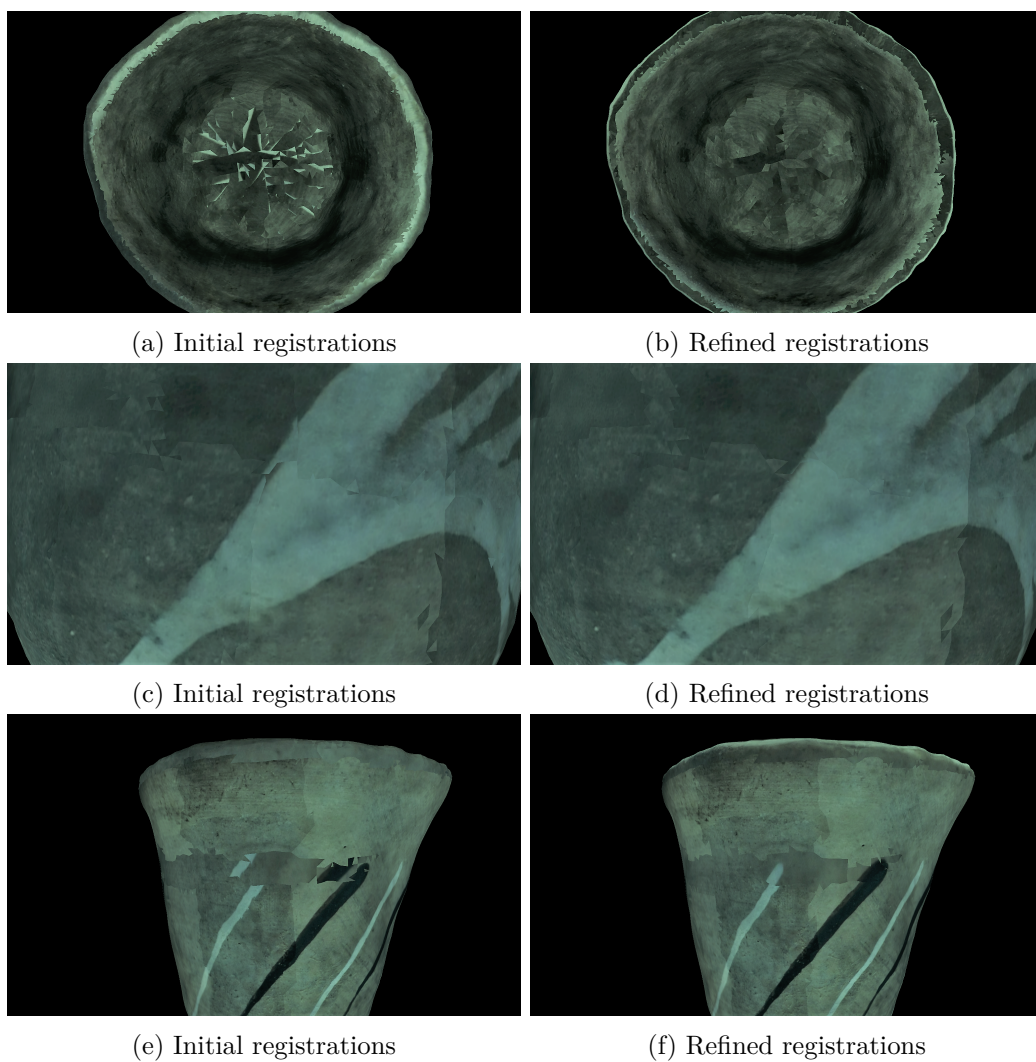 (a) Initial registrations
(b) Refined registrations
(c) Initial registrations
(d) Refined registrations
(e) Initial registrations
(f) Refined registrations